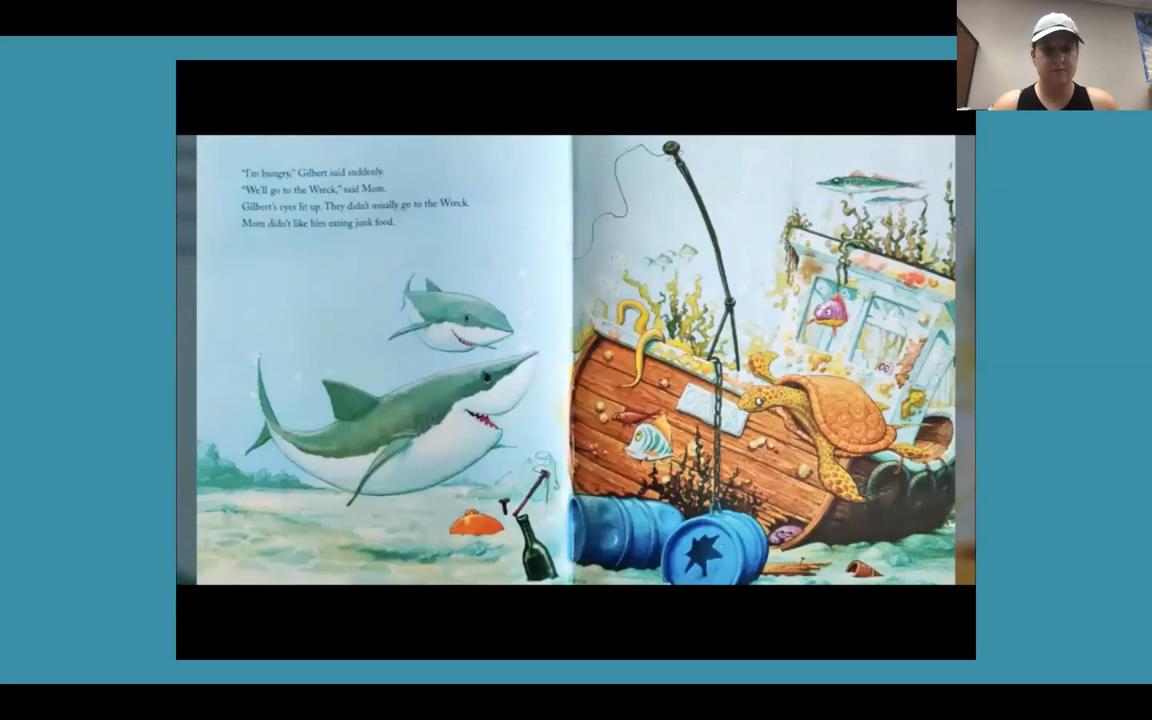 "I'm hungry," Gilbert said suddenly.
"We'll go to the Wreck," said Mom.
Gilbert's eyes lit up. They didn't usually go to the Wreck.
Mom didn't like him eating junk food.